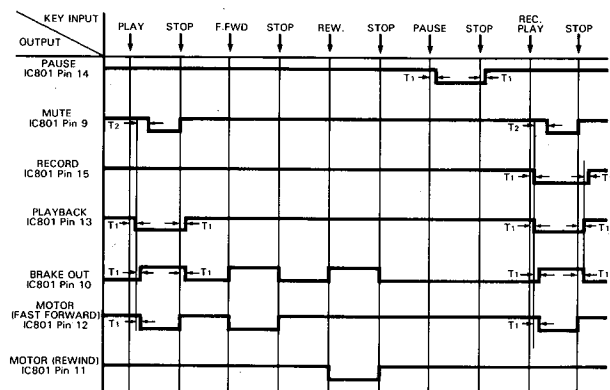 KEY INPUT
OUTPUT
PLAY STOP F.FWD STOP REW. STOP PAUSE STOP REC. PLAY STOP
PAUSE
IC801 Pin 14
T1 T1
MUTE
IC801 Pin 9
T2 T2
RECORD
IC801 Pin 15
T1 T
PLAYBACK
IC801 Pin 13
T1 T1 T1 T1
BRAKE OUT
IC801 Pin 10
T1 T1 T1 T1
MOTOR
(FAST FORWARD)
IC801 Pin 12
T1 T1
MOTOR (REWIND)
IC801 Pin 11